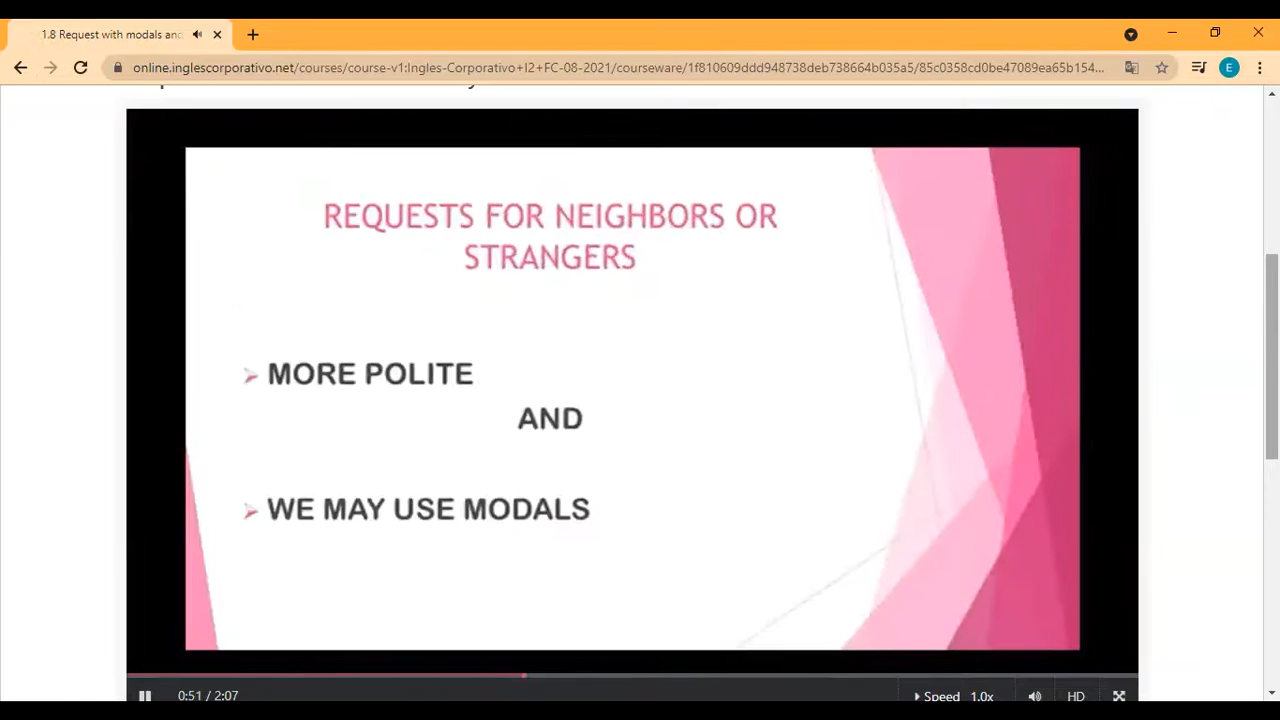 1.8 Request with modals and
online.inglescorporativo.net/courses/course-v1:Ingles-Corporativo+I2+FC-08-2021/courseware/1f810609ddd948738deb738664b035a5/85c0358cd0be47089ea65b154...
E
REQUESTS FOR NEIGHBORS OR
STRANGERS
MORE POLITE
AND
WE MAY USE MODALS
0:51 / 2:07
Speed 1.0x
HD